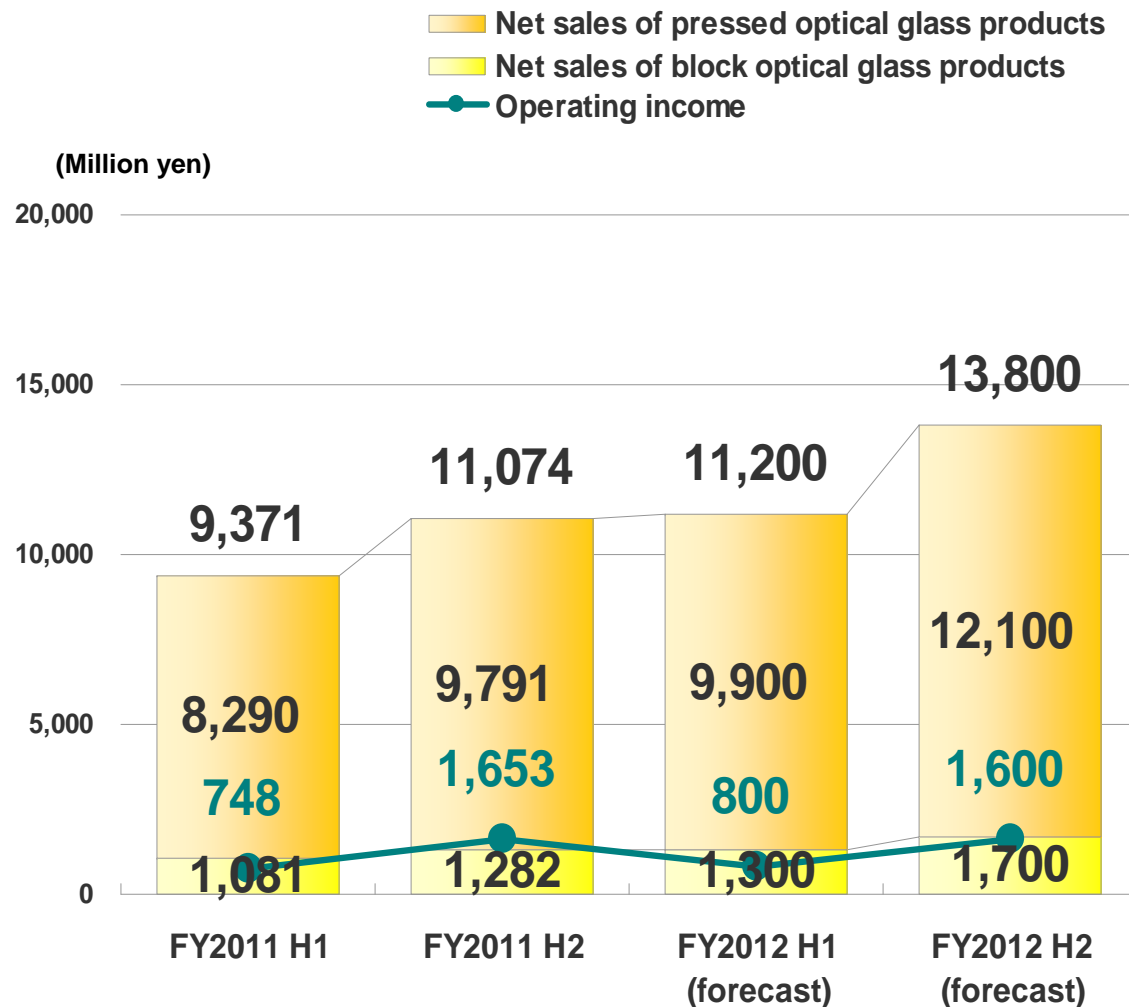 Net sales of pressed optical glass products
Net sales of block optical glass products
Operating income
(Million yen)
20,000
15,000
10,000
5,000
0
9,371
11,074
11,200
13,800
8,290
9,791
9,900
12,100
748
1,653
800
1,600
1,081
1,282
1,300
1,700
FY2011 H1
FY2011 H2
FY2012 H1
(forecast)
FY2012 H2
(forecast)